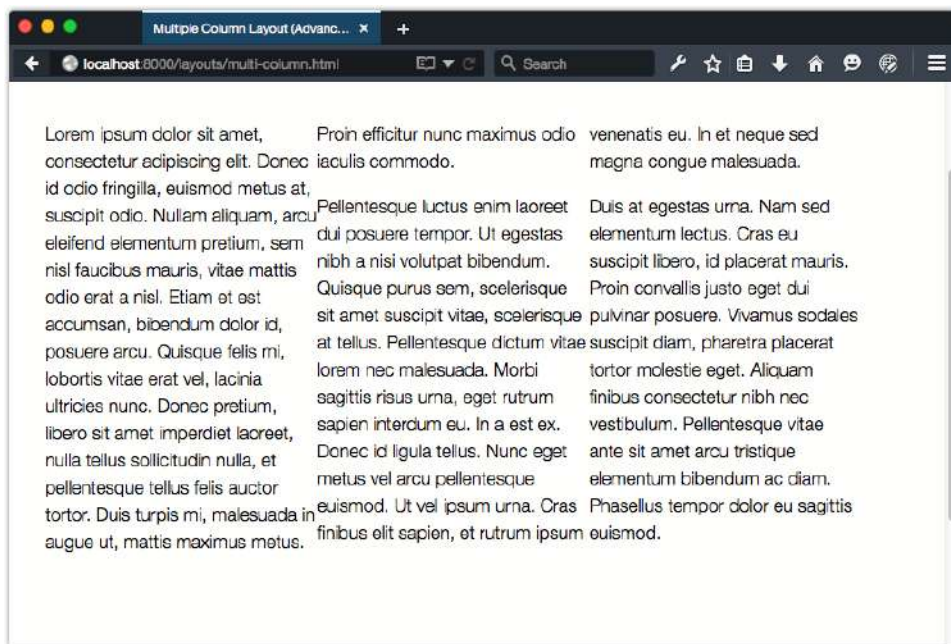 Multiple Column Layout (Advanc...
localhost:8000/layouts/multi-column.html
Search
Lorem ipsum dolor sit amet,
consectetur adipiscing elit. Donec
id odio fringilla, euismod metus at,
suscipit odio. Nullam aliquam, arcu
eleifend elementum pretium, sem
nisl faucibus mauris, vitae mattis
odio erat a nisl. Etiam et est
accumsan, bibendum dolor id,
posuere arcu. Quisque felis mi,
lobortis vitae erat vel, lacinia
ultricies nunc. Donec pretium,
libero sit amet imperdiet laoreet,
nulla tellus sollicitudin nulla, et
pellentesque tellus felis auctor
tortor. Duis turpis mi, malesuada in
augue ut, mattis maximus metus.
Proin efficitur nunc maximus odio
iaculis commodo.
Pellentesque luctus enim laoreet
dui posuere tempor. Ut egestas
nibh a nisi volutpat bibendum.
Quisque purus sem, scelerisque
sit amet suscipit vitae, scelerisque
at tellus. Pellentesque dictum vitae
lorem nec malesuada. Morbi
sagittis risus urna, eget rutrum
sapien interdum eu. In a est ex.
Donec id ligula tellus. Nunc eget
metus vel arcu pellentesque
euismod. Ut vel ipsum urna. Cras
finibus elit sapien, et rutrum ipsum
venenatis eu. In et neque sed
magna congue malesuada.
Duis at egestas urna. Nam sed
elementum lectus. Cras eu
suscipit libero, id placerat mauris.
Proin convallis justo eget dui
pulvinar posuere. Vivamus sodales
suscipit diam, pharetra placerat
tortor molestie eget. Aliquam
finibus consectetur nibh nec
vestibulum. Pellentesque vitae
ante sit amet arcu tristique
elementum bibendum ac diam.
Phasellus tempor dolor eu sagittis
euismod.